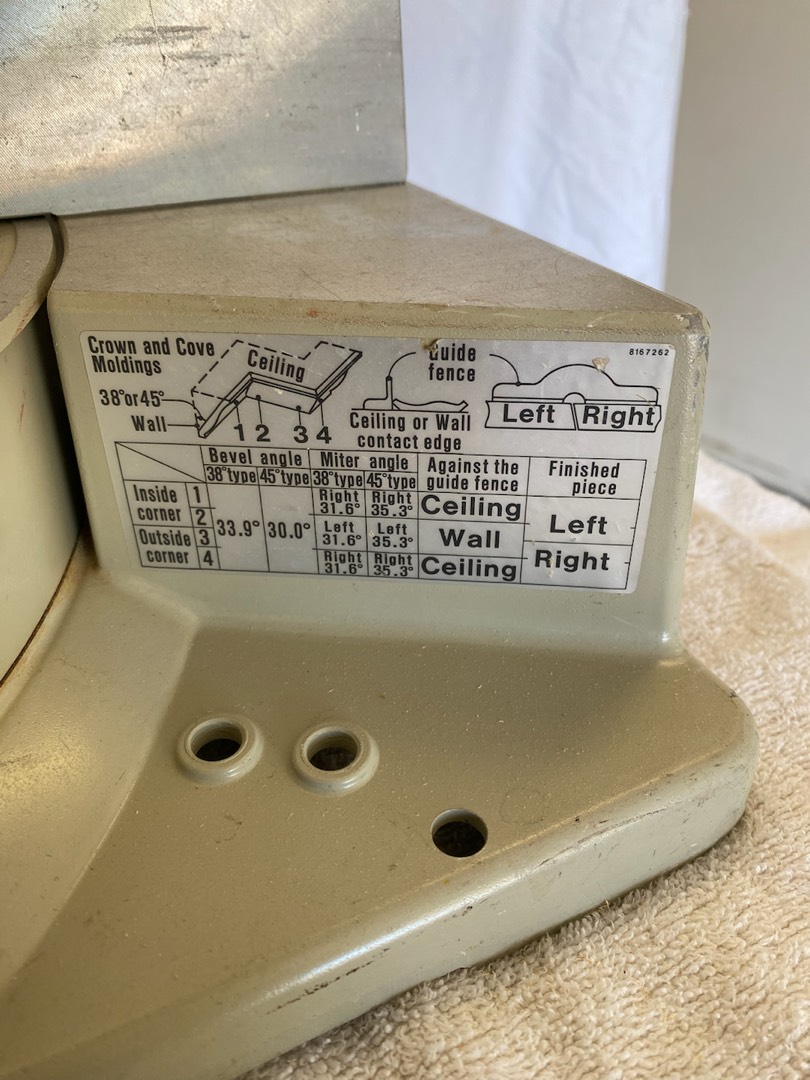 Crown and Cove
Moldings
38°or45°
Wall
Ceiling
1 2 3 4
Guide
fence
Ceiling or Wall
contact edge
8167262
Left Right
Bevel angle Miter angle Against the guide fence Finished piece
38°type 45°type 38°type 45°type
Inside corner 1 33.9° 30.0° Right 31.6° Right 35.3° Ceiling Left
2 Left 31.6° Left 35.3° Wall
Outside corner 3 Right
4 Right 31.6° Right 35.3° Ceiling